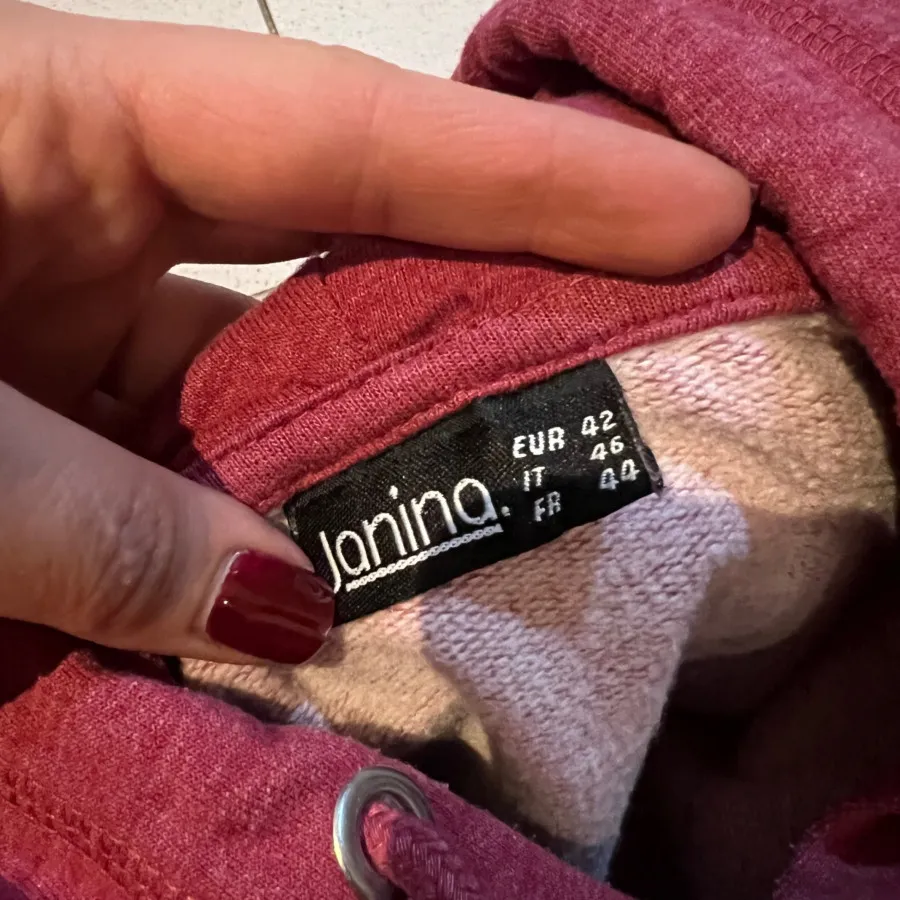 Janina.
EUR 42
IT 46
FR 44